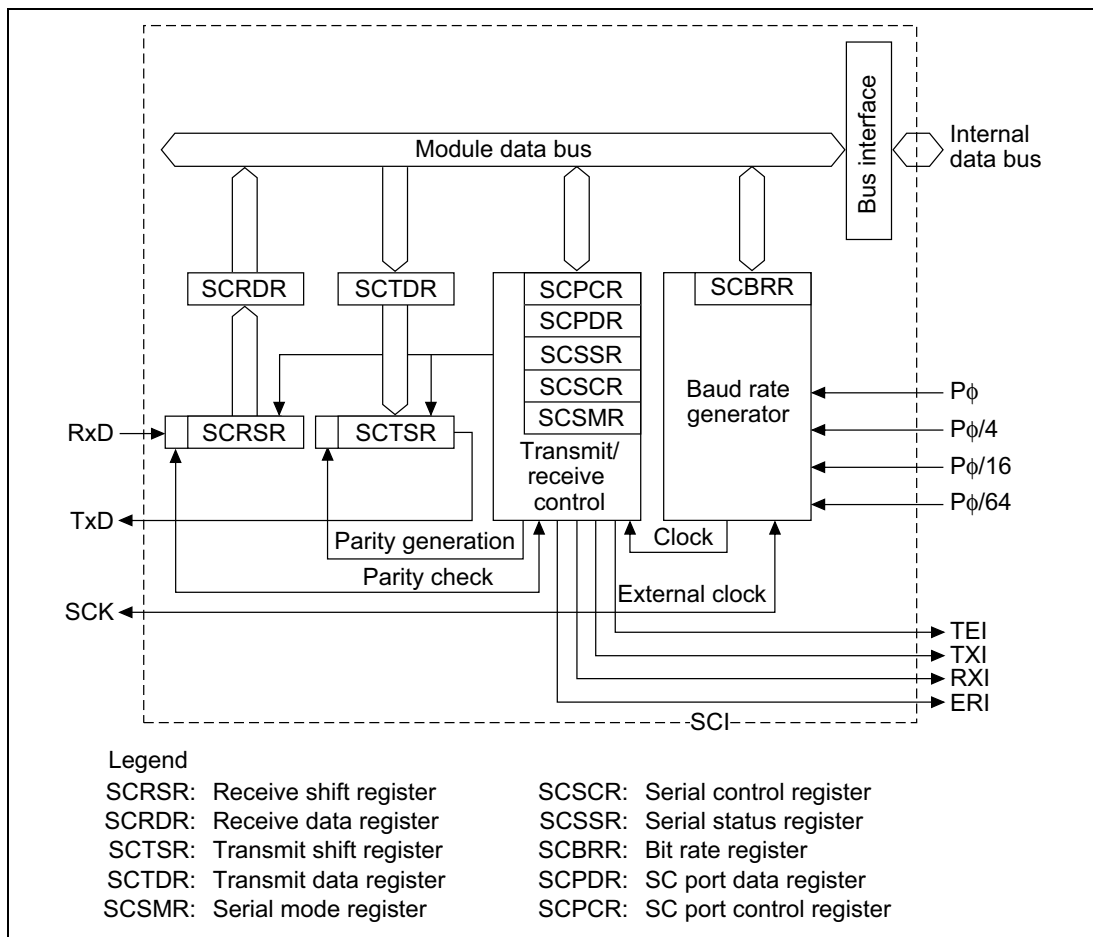 Module data bus
Bus interface
Internal
data bus
SCRDR
SCTDR
SCPCR
SCPDR
SCSSR
SCSCR
SCSMR
Transmit/
receive
control
SCBRR
Baud rate
generator
Pϕ
Pϕ/4
Pϕ/16
Pϕ/64
RxD
SCRSR
SCTSR
TxD
Parity generation
Parity check
Clock
External clock
SCK
TEI
TXI
RXI
ERI
SCI
Legend
SCRSR: Receive shift register
SCRDR: Receive data register
SCTSR: Transmit shift register
SCTDR: Transmit data register
SCSMR: Serial mode register
SCSCR: Serial control register
SCSSR: Serial status register
SCBRR: Bit rate register
SCPDR: SC port data register
SCPCR: SC port control register